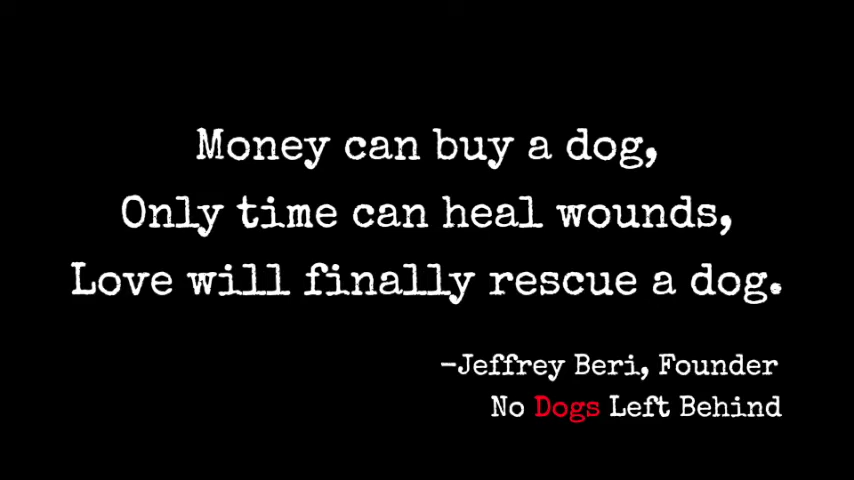 Money can buy a dog,
Only time can heal wounds,
Love will finally rescue a dog.
-Jeffrey Beri, Founder
No Dogs Left Behind